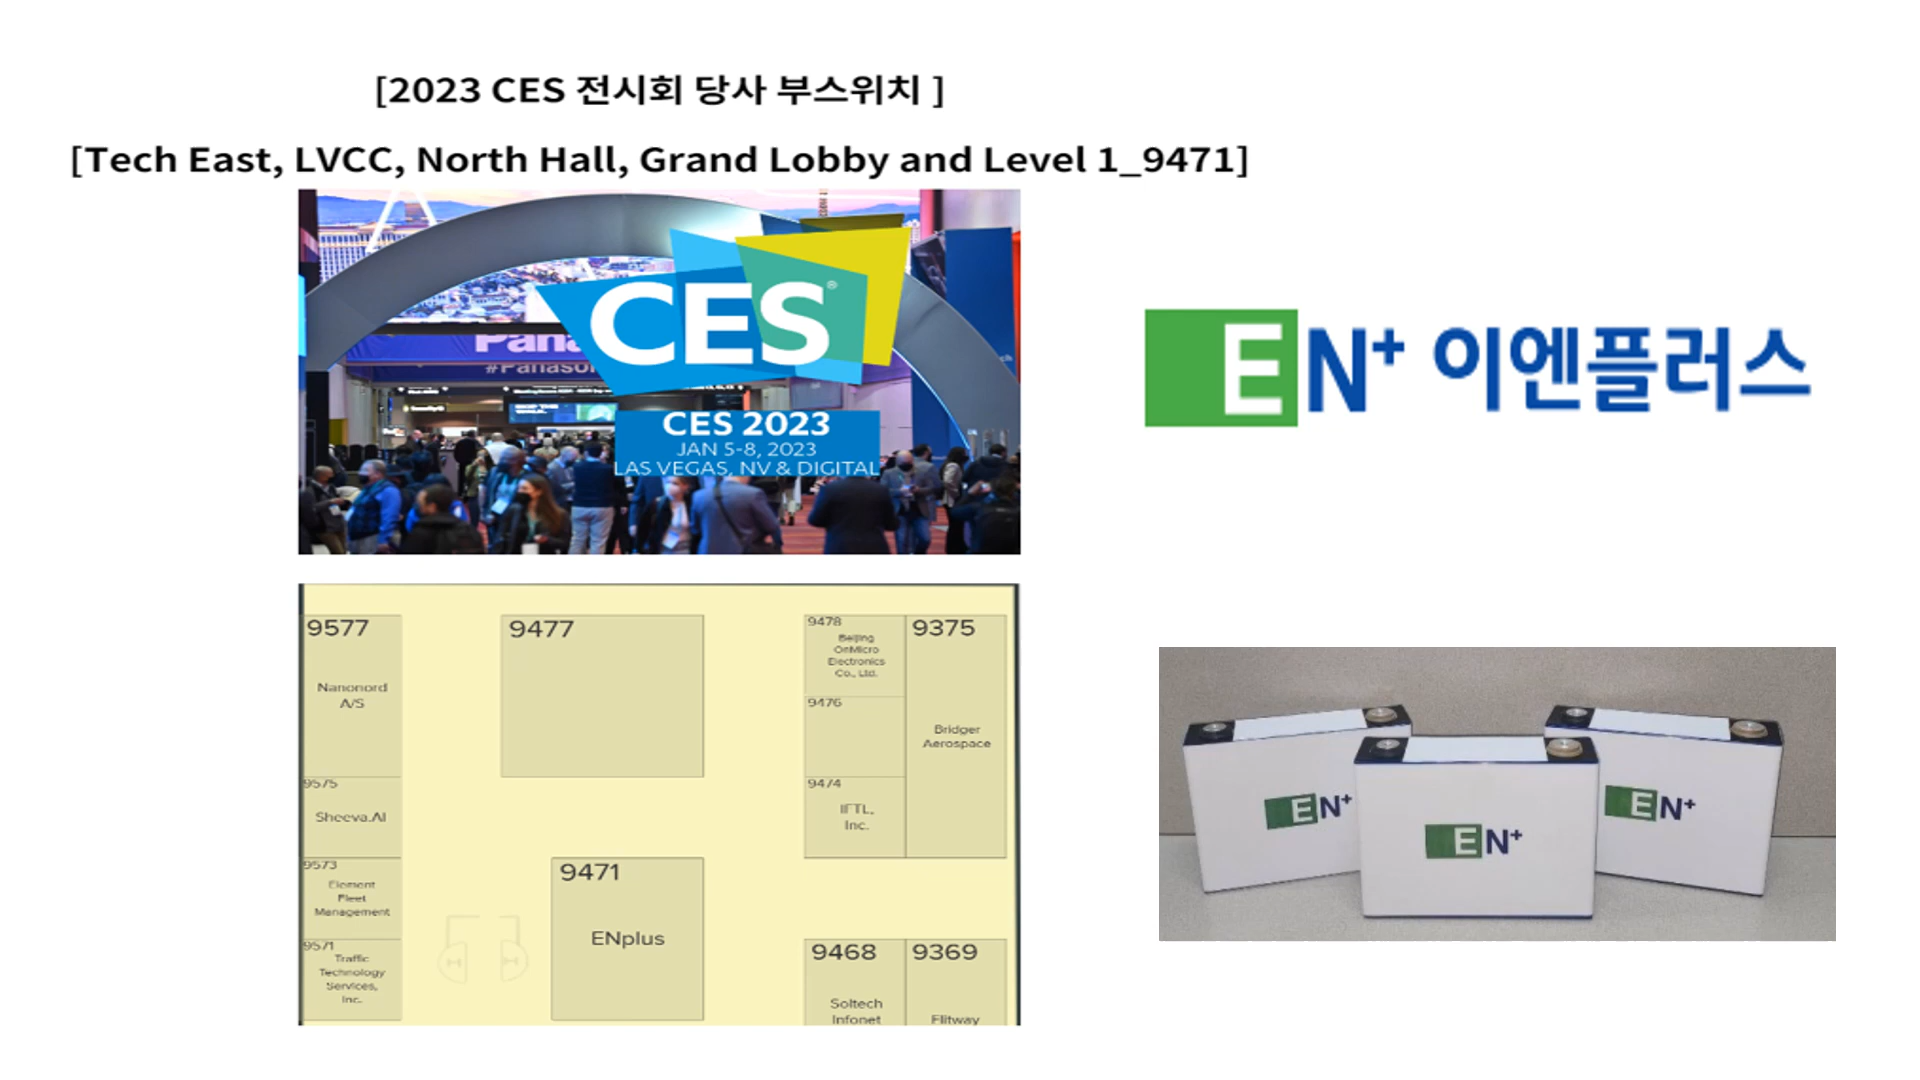 [2023 CES 전시회 당사 부스위치 ]
[Tech East, LVCC, North Hall, Grand Lobby and Level 1_9471]
Pana
#Panaso
CES®
CES 2023
JAN 5-8, 2023
LAS VEGAS, NV & DIGITAL
EN+ 이엔플러스
9577
Nanonord
A/S
9575
Sheeva.AI
9573
Element
Fleet
Management
9571
Traffic
Technology
Services,
Inc.
9477
9471
ENplus
9478
Beijing
OnMicro
Electronics
Co., Ltd.
9476
9474
IFTL,
Inc.
9375
Bridger
Aerospace
9468
Soltech
Infonet
9369
Flitway
EN+
EN+
EN+